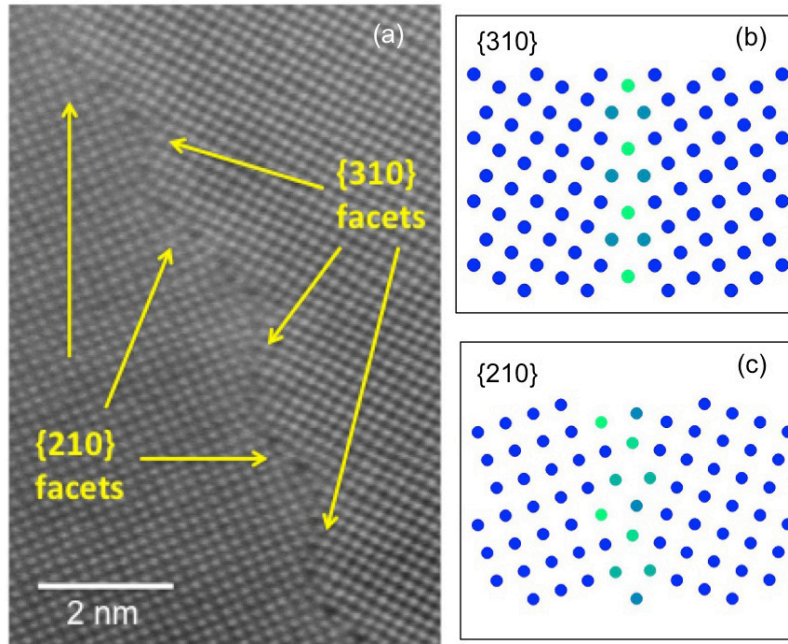 (a)
{310}
facets
{210}
facets
2 nm
{310}
(b)
{210}
(c)